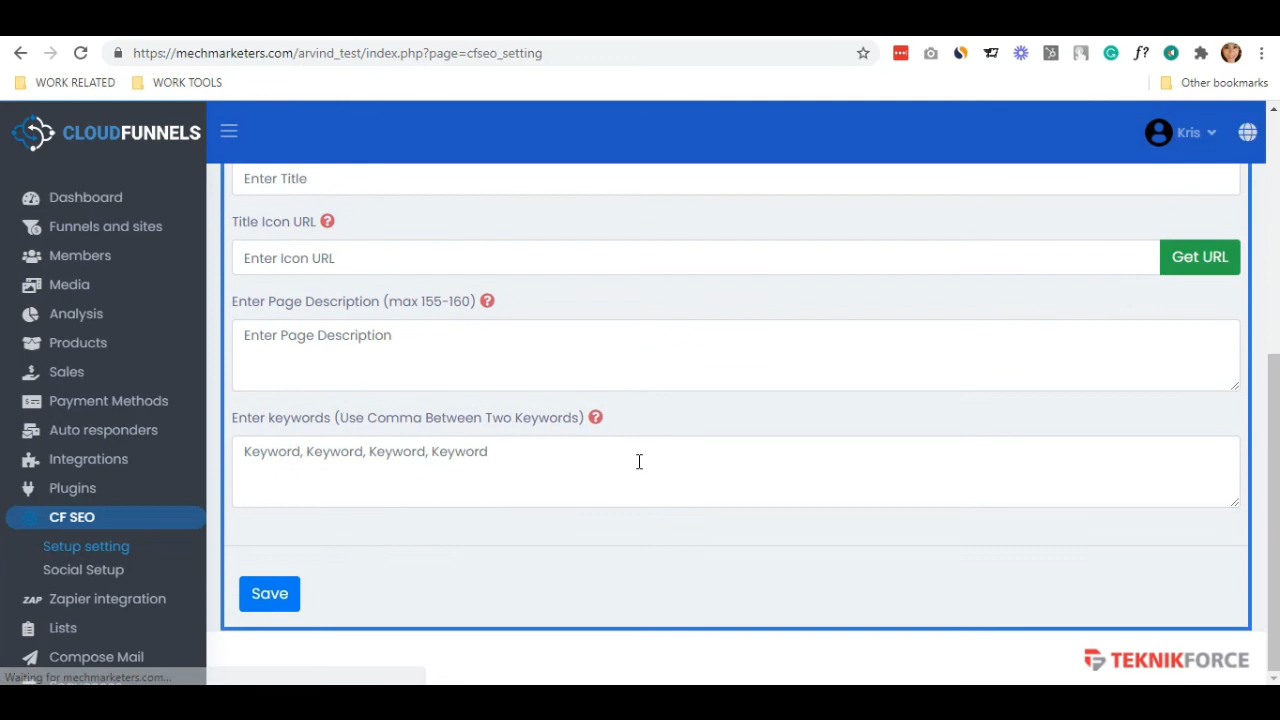 https://mechmarketers.com/arvind_test/index.php?page=cfseo_setting
f?
WORK RELATED
WORK TOOLS
Other bookmarks
CLOUDFUNNELS
Kris
Dashboard
Funnels and sites
Members
Media
Analysis
Products
Sales
Payment Methods
Auto responders
Integrations
Plugins
CF SEO
Setup setting
Social Setup
ZAP Zapier integration
Lists
Compose Mail
Waiting for mechmarketers.com...
Enter Title
Title Icon URL ?
Enter Icon URL
Get URL
Enter Page Description (max 155-160) ?
Enter Page Description
Enter keywords (Use Comma Between Two Keywords) ?
Keyword, Keyword, Keyword, Keyword
Save
TEKNIKFORCE